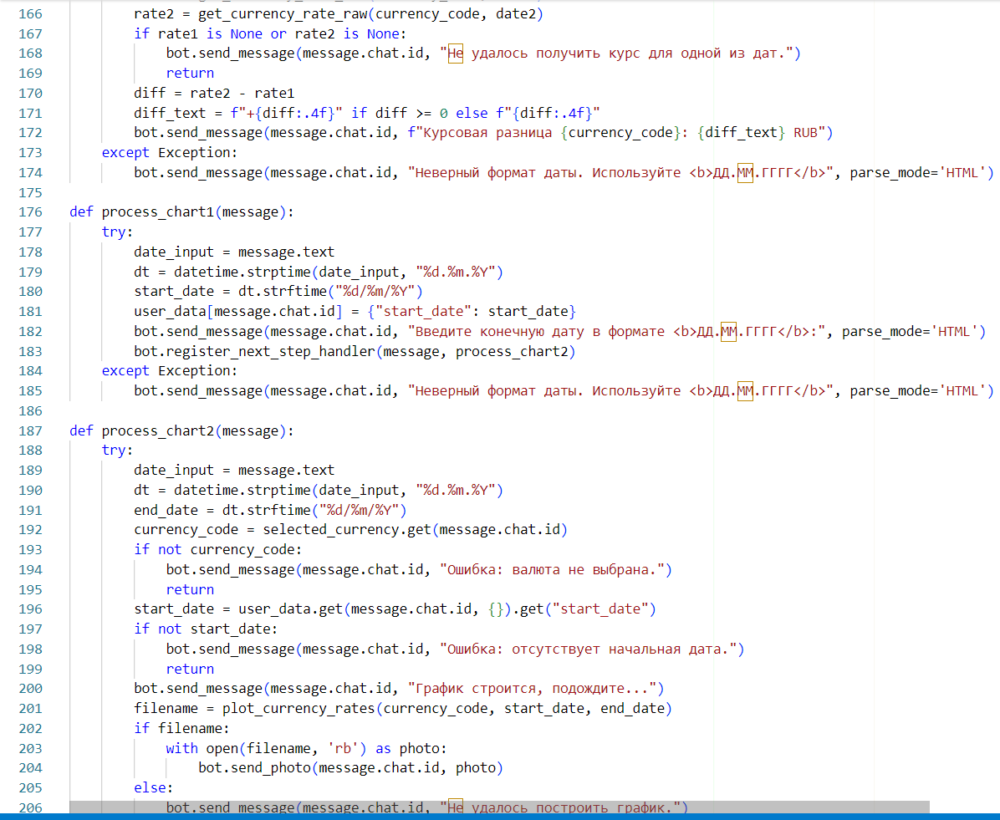 166 rate2 = get_currency_rate_raw(currency_code, date2)
167 if rate1 is None or rate2 is None:
168 bot.send_message(message.chat.id, "Не удалось получить курс для одной из дат.")
169 return
170 diff = rate2 - rate1
171 diff_text = f"+{diff:.4f}" if diff >= 0 else f"{diff:.4f}"
172 bot.send_message(message.chat.id, f"Курсовая разница {currency_code}: {diff_text} RUB")
173 except Exception:
174 bot.send_message(message.chat.id, "Неверный формат даты. Используйте <b>ДД.ММ.ГГГГ</b>", parse_mode='HTML')
175
176 def process_chart1(message):
177 try:
178 date_input = message.text
179 dt = datetime.strptime(date_input, "%d.%m.%Y")
180 start_date = dt.strftime("%d/%m/%Y")
181 user_data[message.chat.id] = {"start_date": start_date}
182 bot.send_message(message.chat.id, "Введите конечную дату в формате <b>ДД.ММ.ГГГГ</b>:", parse_mode='HTML')
183 bot.register_next_step_handler(message, process_chart2)
184 except Exception:
185 bot.send_message(message.chat.id, "Неверный формат даты. Используйте <b>ДД.ММ.ГГГГ</b>", parse_mode='HTML')
186
187 def process_chart2(message):
188 try:
189 date_input = message.text
190 dt = datetime.strptime(date_input, "%d.%m.%Y")
191 end_date = dt.strftime("%d/%m/%Y")
192 currency_code = selected_currency.get(message.chat.id)
193 if not currency_code:
194 bot.send_message(message.chat.id, "Ошибка: валюта не выбрана.")
195 return
196 start_date = user_data.get(message.chat.id, {}).get("start_date")
197 if not start_date:
198 bot.send_message(message.chat.id, "Ошибка: отсутствует начальная дата.")
199 return
200 bot.send_message(message.chat.id, "График строится, подождите...")
201 filename = plot_currency_rates(currency_code, start_date, end_date)
202 if filename:
203 with open(filename, 'rb') as photo:
204 bot.send_photo(message.chat.id, photo)
205 else:
206 bot.send_message(message.chat.id, "Не удалось построить график.")